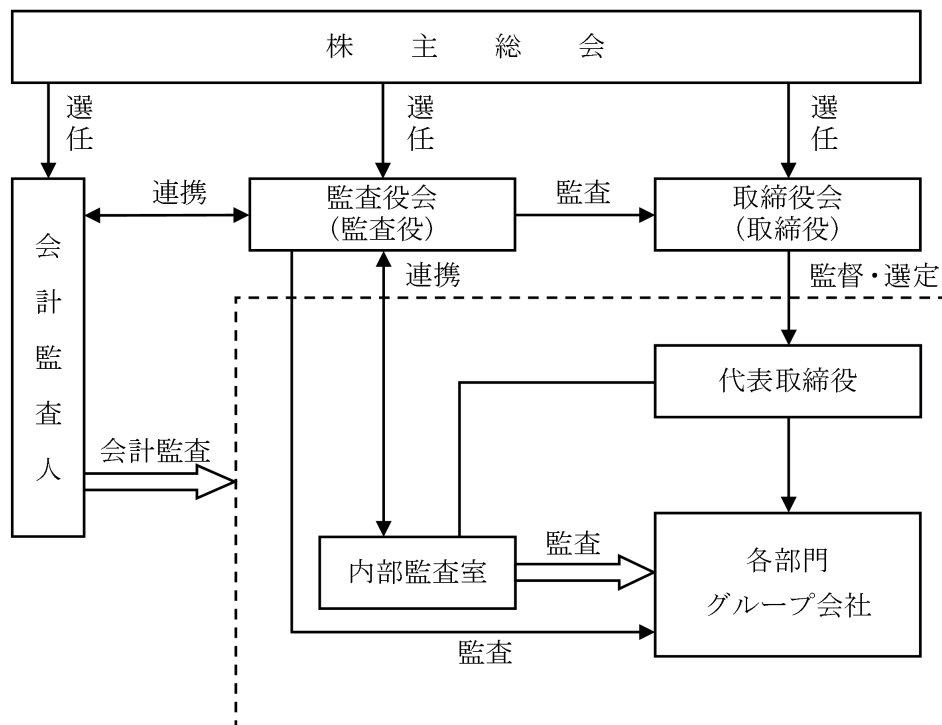 株主総会
選任
選任
選任
会計監査人
連携
監査役会
(監査役)
監査
取締役会
(取締役)
連携
監督・選定
代表取締役
会計監査
内部監査室
監査
各部門
グループ会社
監査